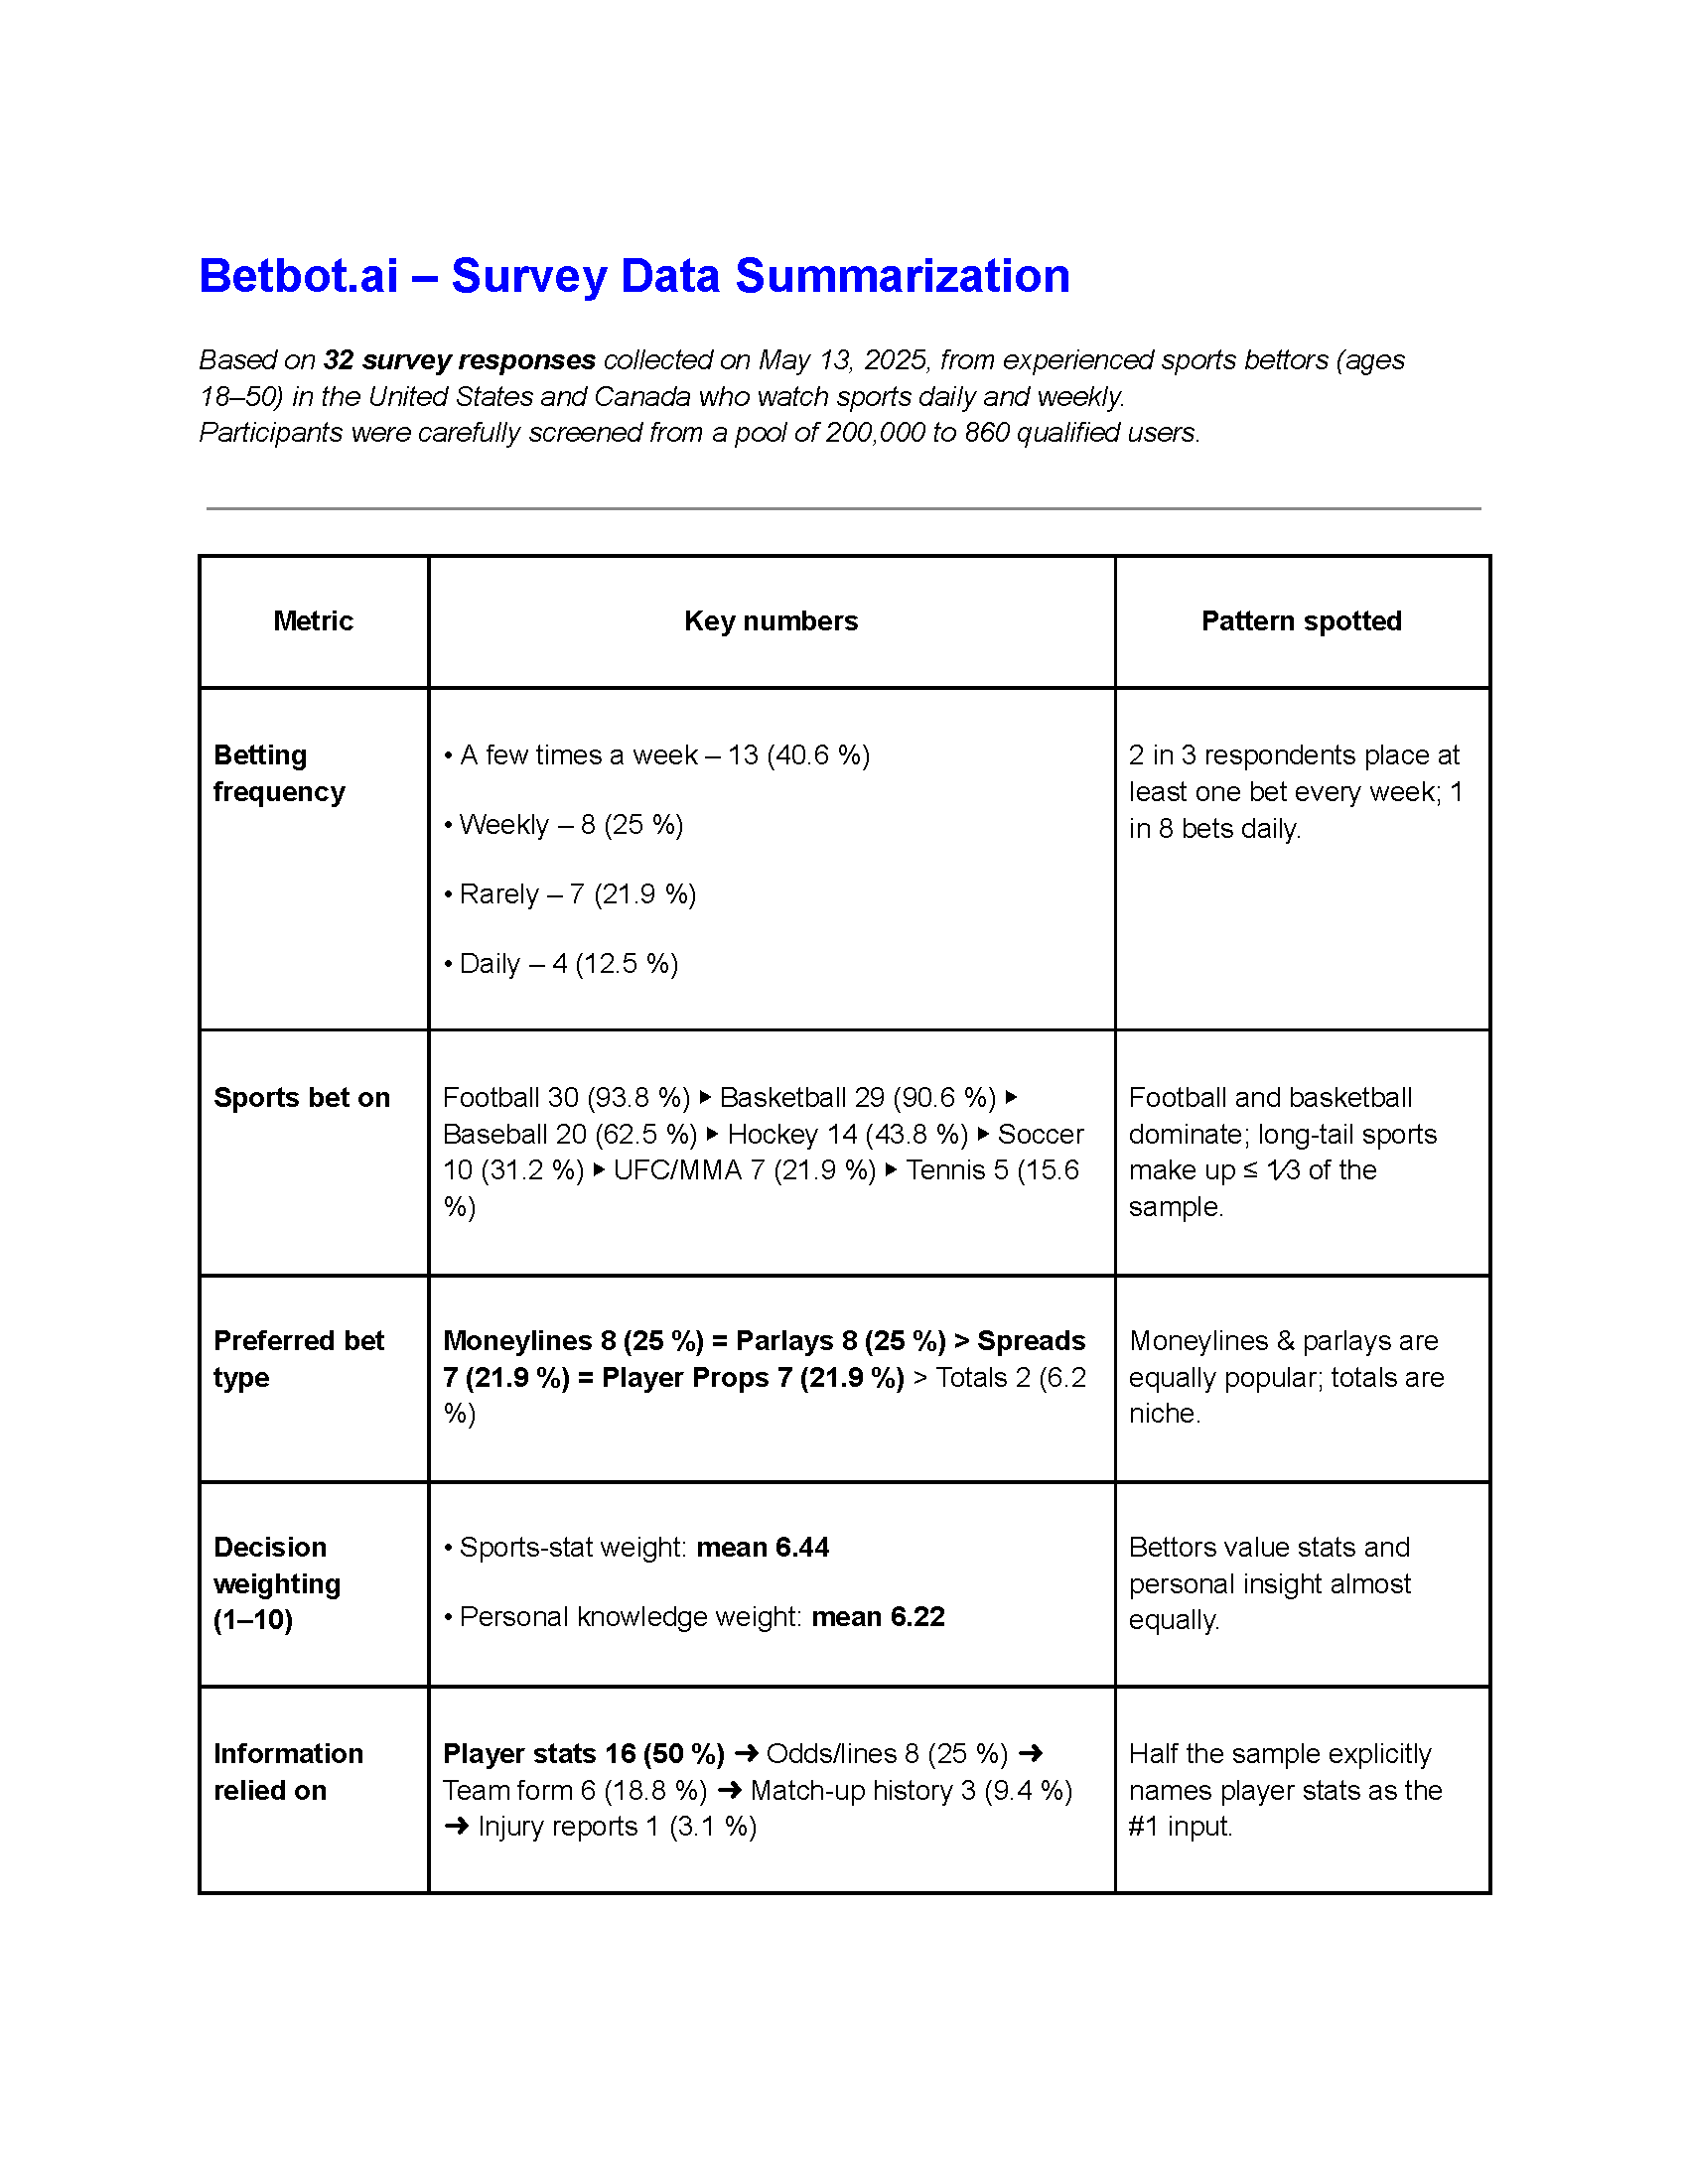 Betbot.ai – Survey Data Summarization
Based on 32 survey responses collected on May 13, 2025, from experienced sports bettors (ages
18–50) in the United States and Canada who watch sports daily and weekly.
Participants were carefully screened from a pool of 200,000 to 860 qualified users.
Metric
Key numbers
Pattern spotted
Betting
frequency
• A few times a week – 13 (40.6 %)
• Weekly – 8 (25 %)
• Rarely – 7 (21.9 %)
• Daily – 4 (12.5 %)
2 in 3 respondents place at
least one bet every week; 1
in 8 bets daily.
Sports bet on
Football 30 (93.8 %) ▸ Basketball 29 (90.6 %) ▸
Baseball 20 (62.5 %) ▸ Hockey 14 (43.8 %) ▸ Soccer
10 (31.2 %) ▸ UFC/MMA 7 (21.9 %) ▸ Tennis 5 (15.6
%)
Football and basketball
dominate; long-tail sports
make up ≤ 1⁄3 of the
sample.
Preferred bet
type
Moneylines 8 (25 %) = Parlays 8 (25 %) > Spreads
7 (21.9 %) = Player Props 7 (21.9 %) > Totals 2 (6.2
%)
Moneylines & parlays are
equally popular; totals are
niche.
Decision
weighting
(1–10)
• Sports-stat weight: mean 6.44
• Personal knowledge weight: mean 6.22
Bettors value stats and
personal insight almost
equally.
Information
relied on
Player stats 16 (50 %) ➜ Odds/lines 8 (25 %) ➜
Team form 6 (18.8 %) ➜ Match-up history 3 (9.4 %)
➜ Injury reports 1 (3.1 %)
Half the sample explicitly
names player stats as the
#1 input.